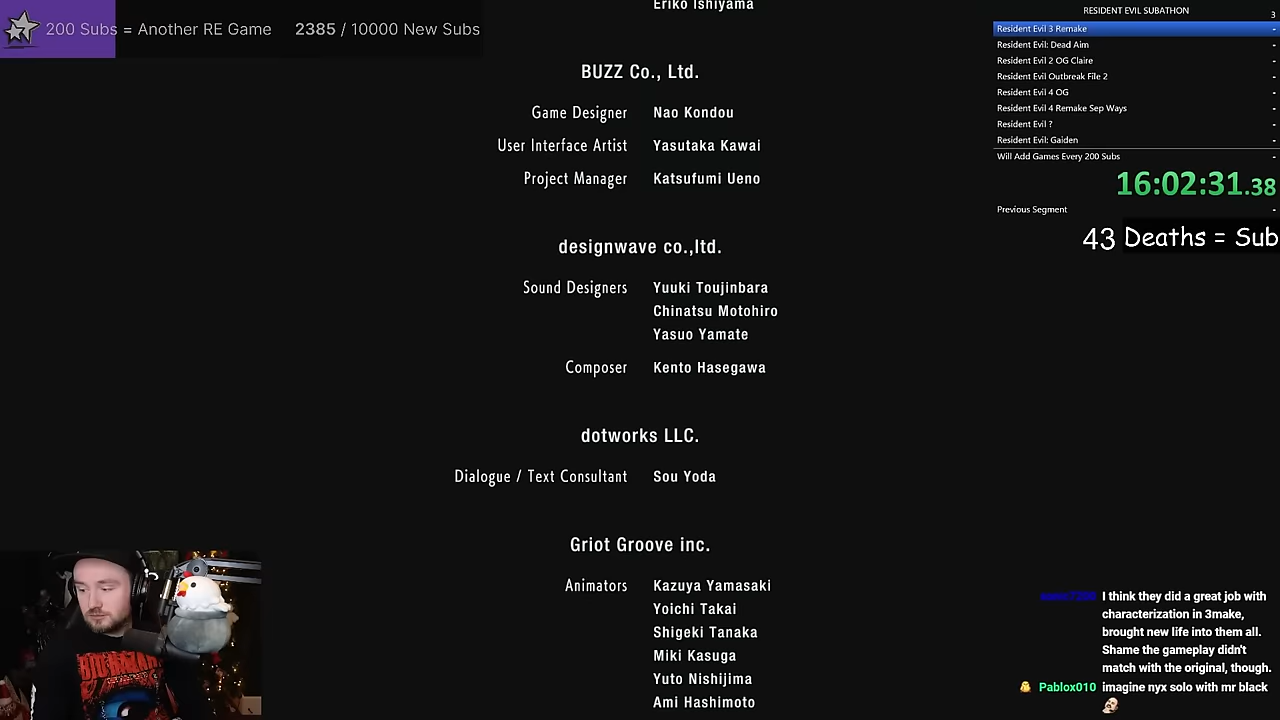 Eriko Ishiyama
200 Subs = Another RE Game 2385 / 10000 New Subs
BUZZ Co., Ltd.
Game Designer Nao Kondou
User Interface Artist Yasutaka Kawai
Project Manager Katsufumi Ueno
designwave co.,ltd.
Sound Designers Yuuki Toujinbara
Chinatsu Motohiro
Yasuo Yamate
Composer Kento Hasegawa
dotworks LLC.
Dialogue / Text Consultant Sou Yoda
Griot Groove inc.
Animators Kazuya Yamasaki
Yoichi Takai
Shigeki Tanaka
Miki Kasuga
Yuto Nishijima
Ami Hashimoto
RESIDENT EVIL SUBATHON
3
Resident Evil 3 Remake -
Resident Evil: Dead Aim -
Resident Evil 2 OG Claire -
Resident Evil Outbreak File 2 -
Resident Evil 4 OG -
Resident Evil 4 Remake Sep Ways -
Resident Evil ? -
Resident Evil: Gaiden -
Will Add Games Every 200 Subs -
16:02:31.38
Previous Segment -
43 Deaths = Sub
BIOHAZARD
I think they did a great job with
characterization in 3make,
brought new life into them all.
Shame the gameplay didn't
match with the original, though.
Pablox010 imagine nyx solo with mr black